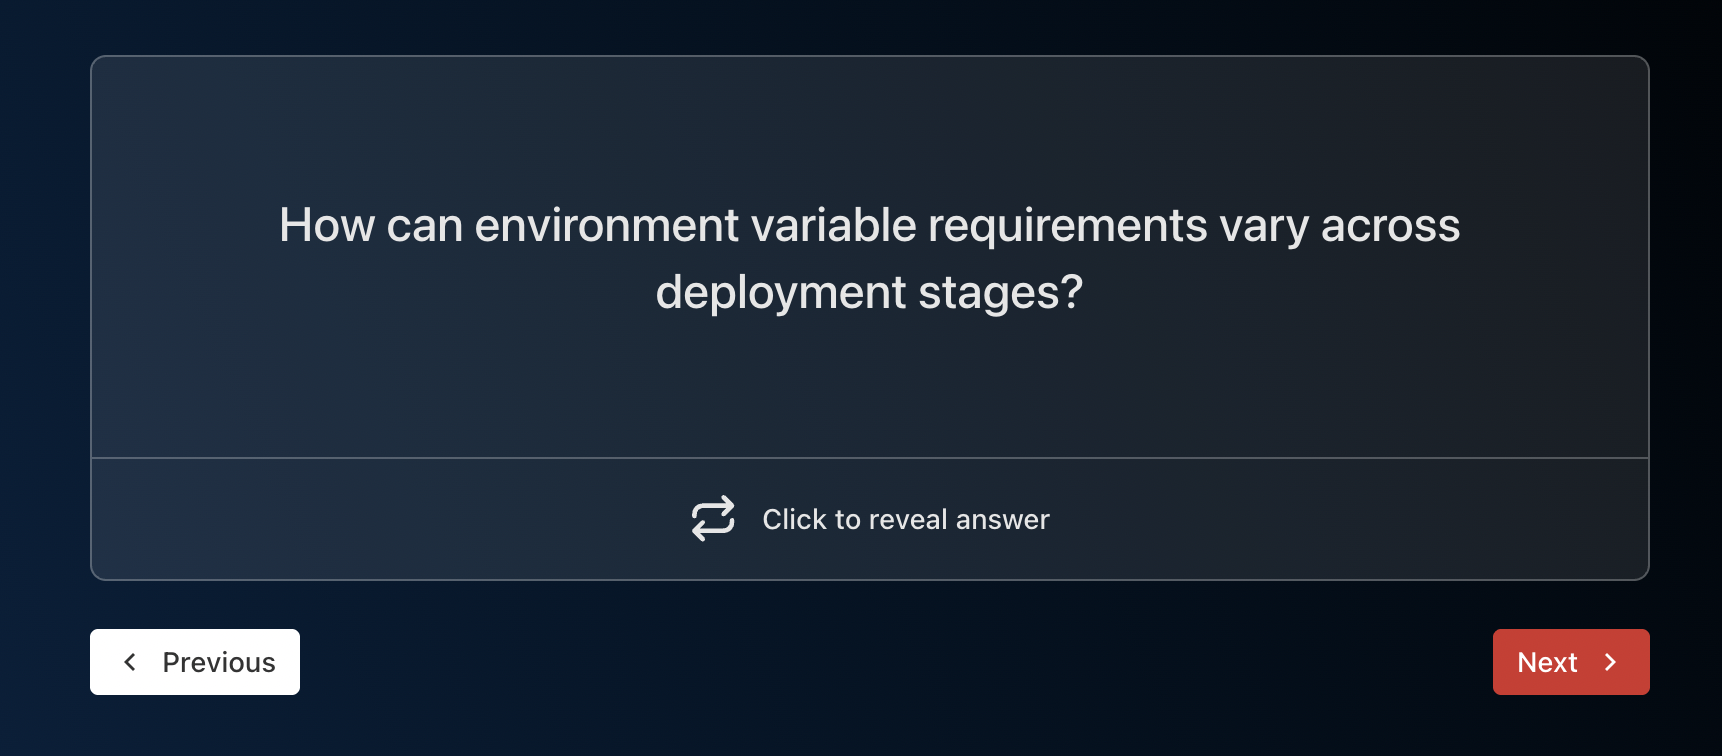 How can environment variable requirements vary across
deployment stages?
Click to reveal answer
Previous
Next